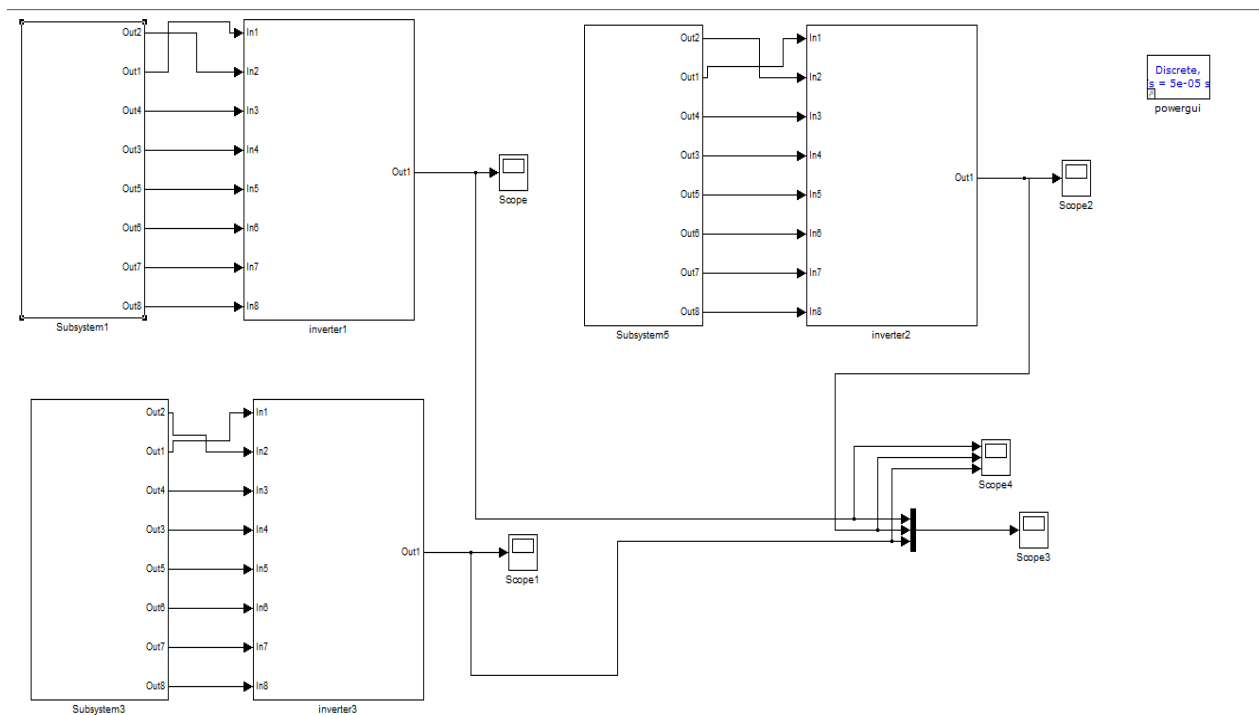 Out2
Out1
Out4
Out3
Out5
Out6
Out7
Out8
Subsystem1
In1
In2
In3
In4
In5
In6
In7
In8
Out1
inverter1
Scope
Out2
Out1
Out4
Out3
Out5
Out6
Out7
Out8
Subsystem5
In1
In2
In3
In4
In5
In6
In7
In8
Out1
inverter2
Scope2
Discrete,
s = 5e-05 s
powergui
Out2
Out1
Out4
Out3
Out5
Out6
Out7
Out8
Subsystem3
In1
In2
In3
In4
In5
In6
In7
In8
Out1
inverter3
Scope1
Scope4
Scope3